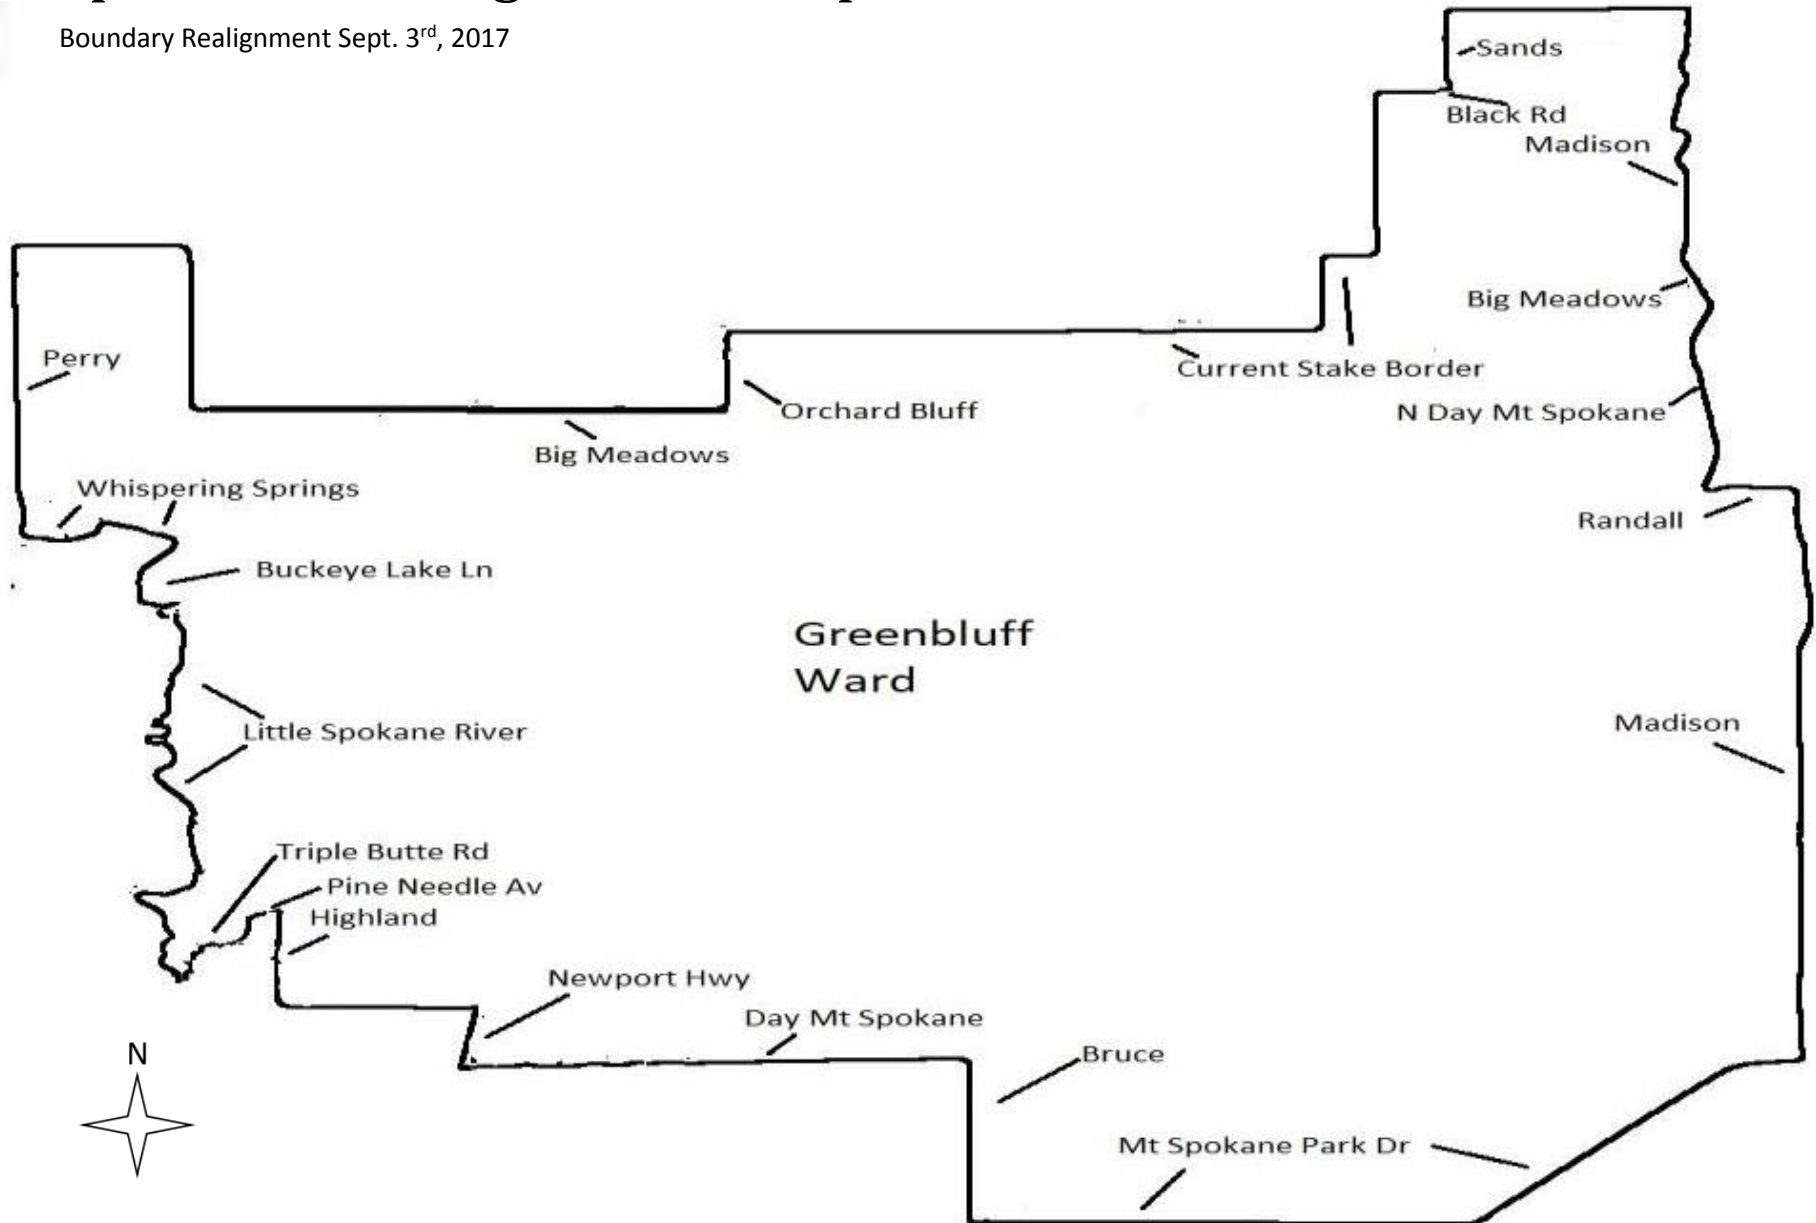 Boundary Realignment Sept. 3rd, 2017
Sands
Black Rd
Madison
Big Meadows
Perry
Current Stake Border
Orchard Bluff
N Day Mt Spokane
Big Meadows
Whispering Springs
Randall
Buckeye Lake Ln
Greenbluff
Ward
Little Spokane River
Madison
Triple Butte Rd
Pine Needle Av
Highland
Newport Hwy
Day Mt Spokane
Bruce
N
Mt Spokane Park Dr